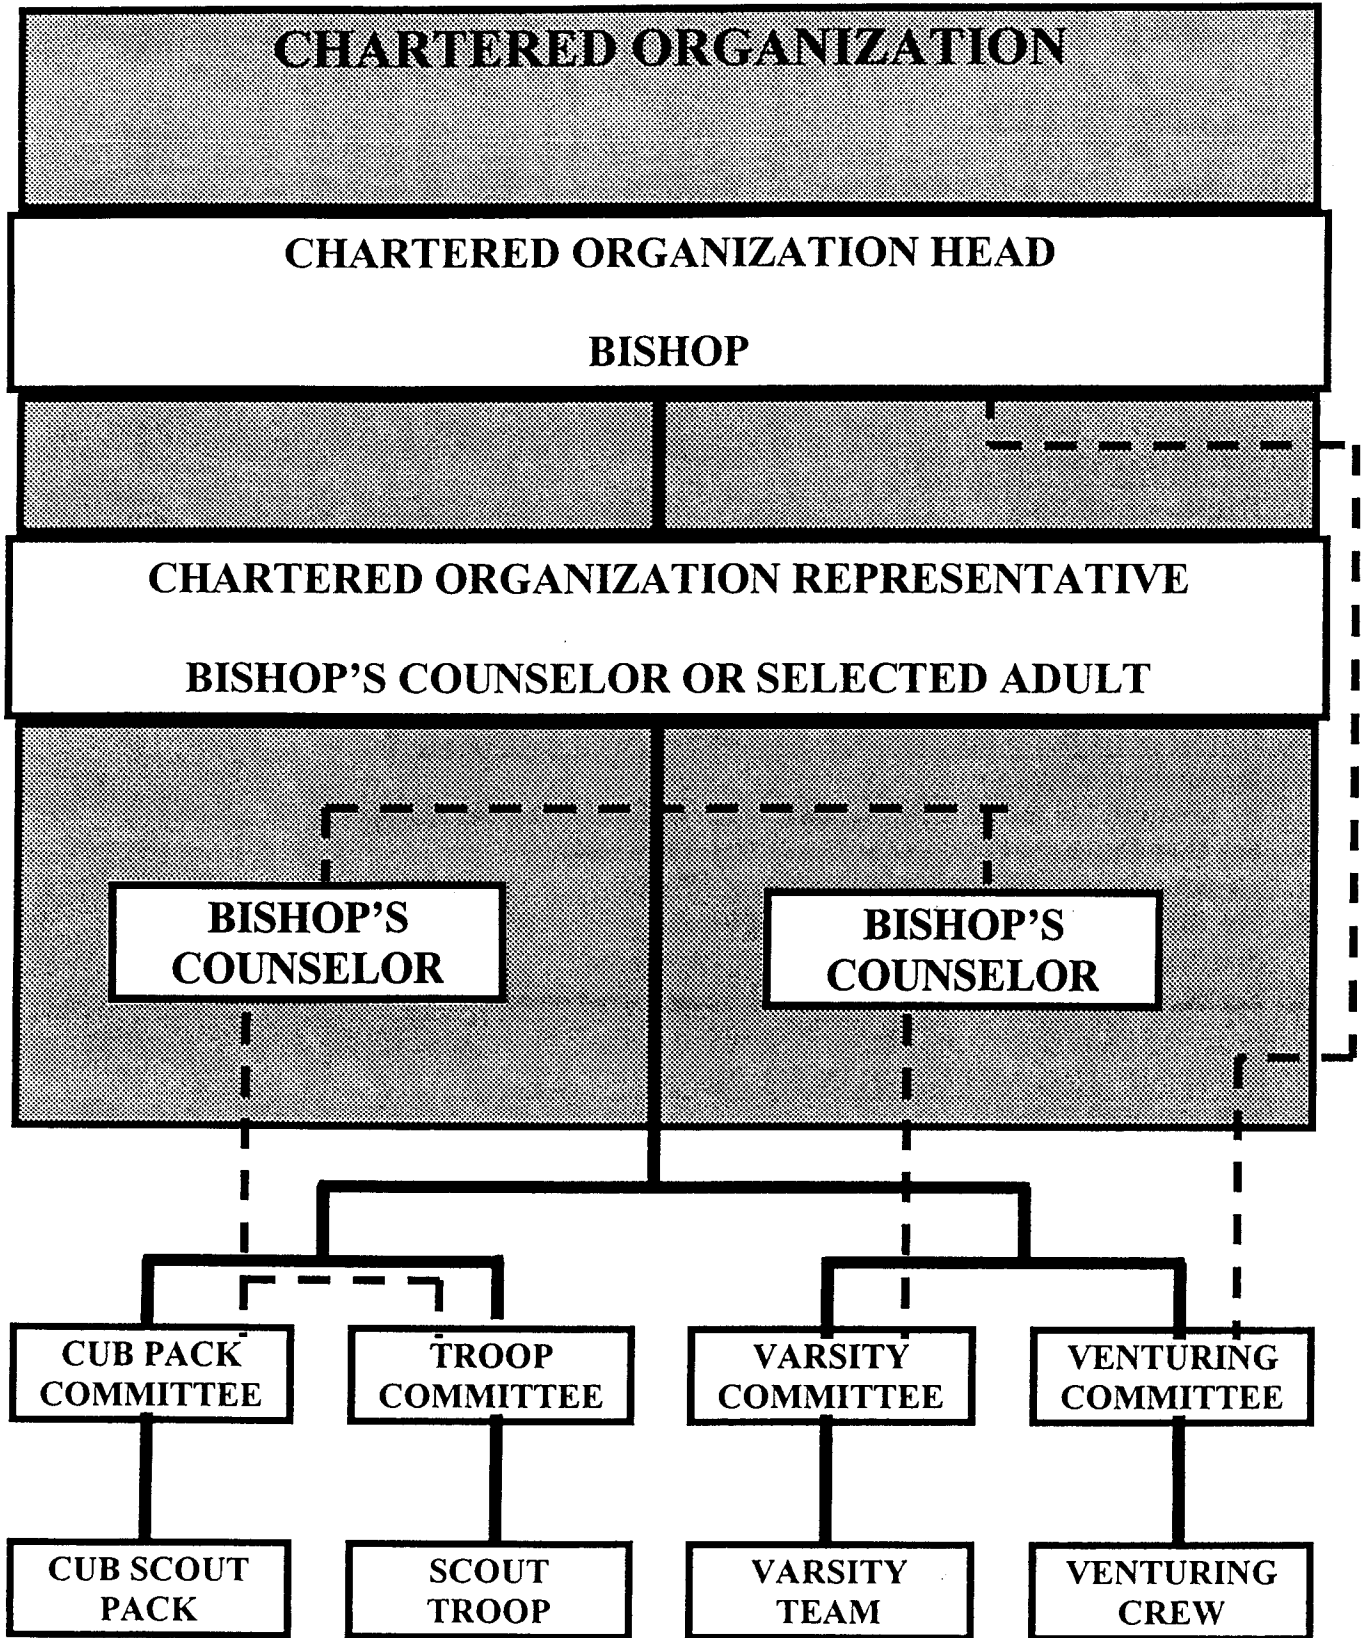 CHARTERED ORGANIZATION
CHARTERED ORGANIZATION HEAD
BISHOP
CHARTERED ORGANIZATION REPRESENTATIVE
BISHOP'S COUNSELOR OR SELECTED ADULT
BISHOP'S
COUNSELOR
BISHOP'S
COUNSELOR
CUB PACK
COMMITTEE
TROOP
COMMITTEE
VARSITY
COMMITTEE
VENTURING
COMMITTEE
CUB SCOUT
PACK
SCOUT
TROOP
VARSITY
TEAM
VENTURING
CREW